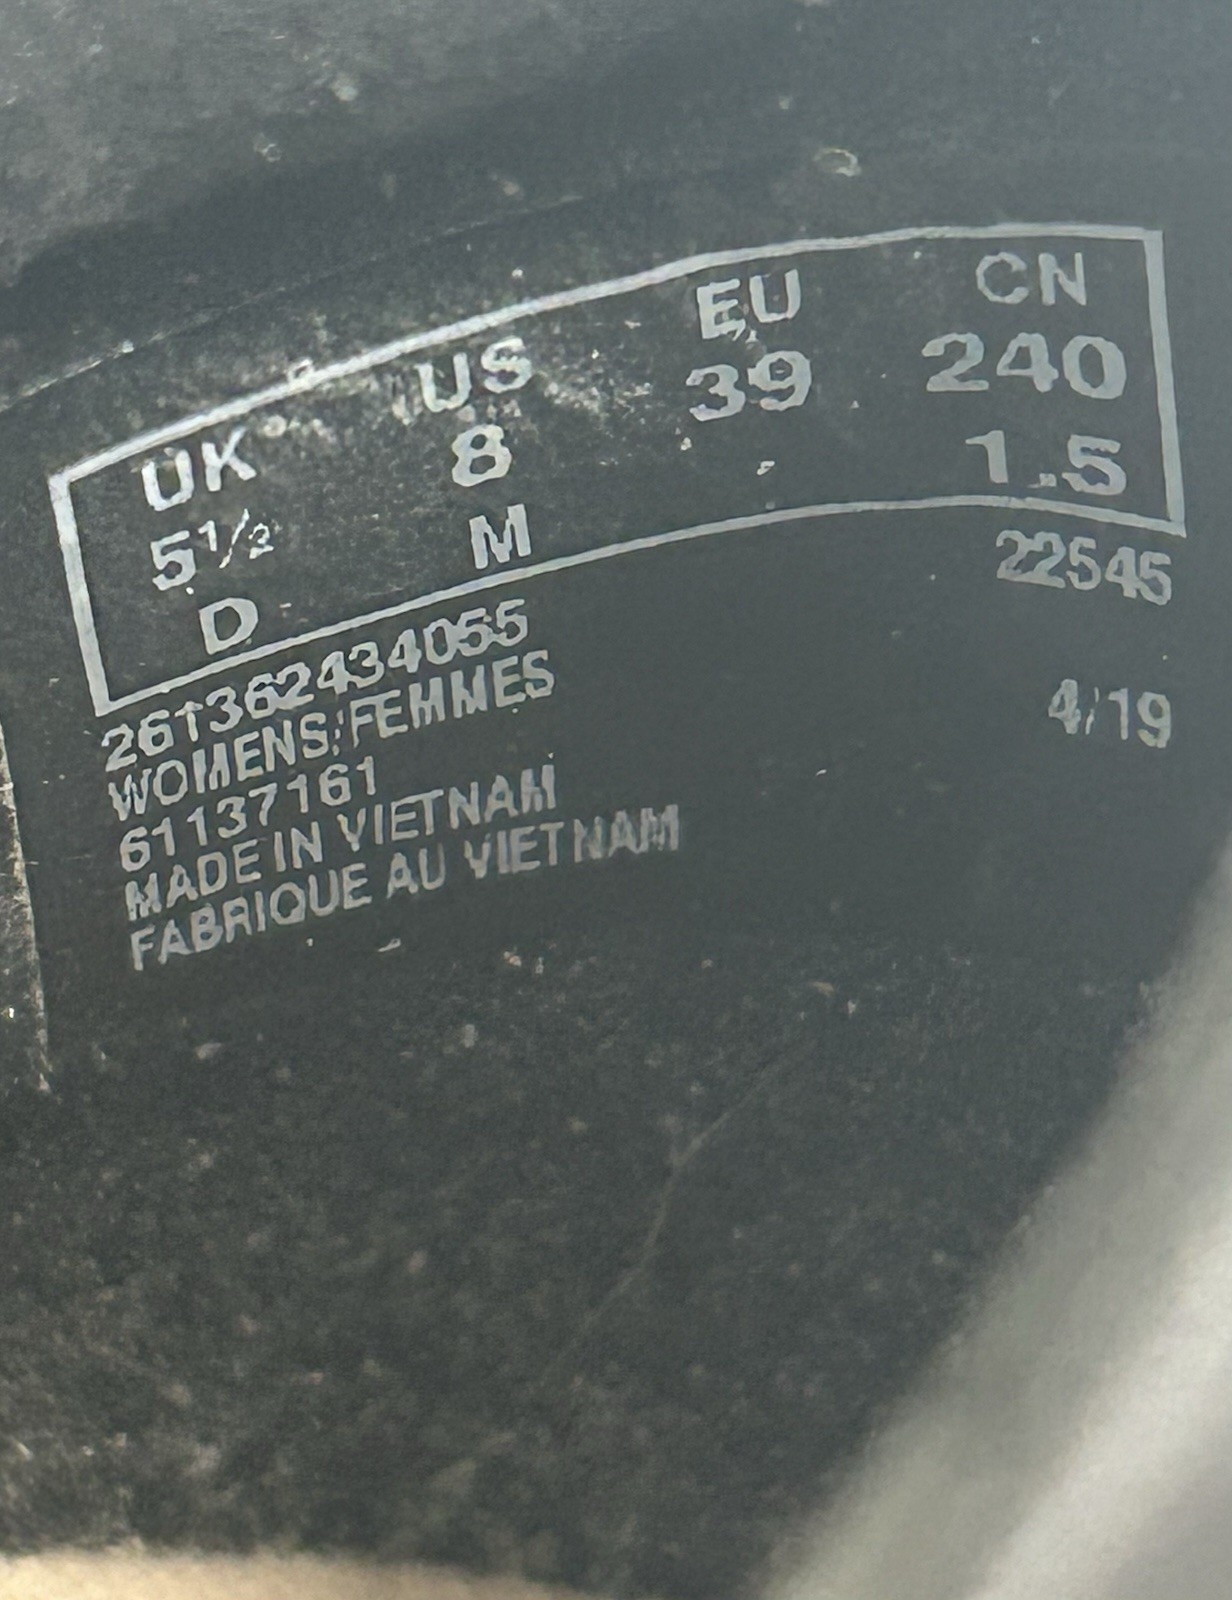 UK US EU CN
5½ 8 39 240
D M 1.5
261362434055 22545
WOMENS/FEMMES
61137161 4/19
MADE IN VIETNAM
FABRIQUE AU VIETNAM